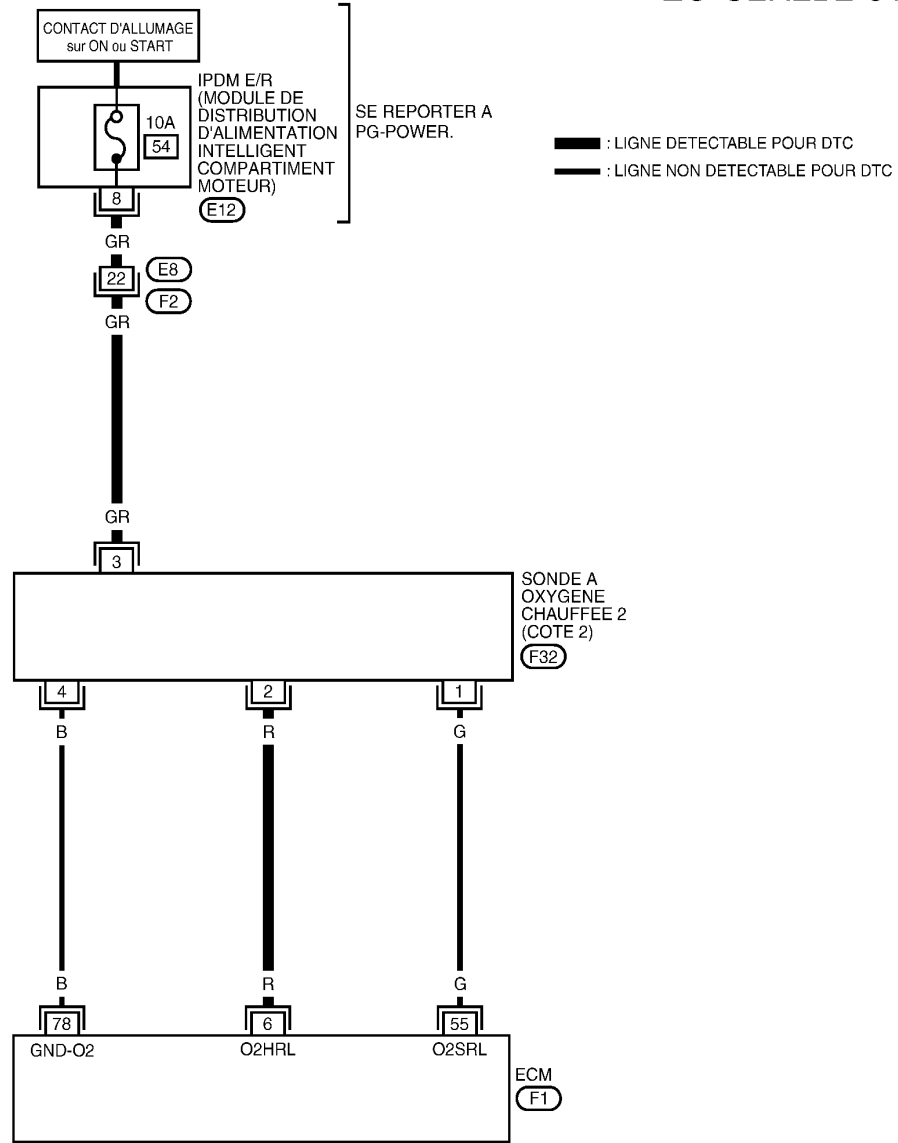 CONTACT D'ALLUMAGE
sur ON ou START
IPDM E/R
(MODULE DE
DISTRIBUTION
D'ALIMENTATION
INTELLIGENT
COMPARTIMENT
MOTEUR)
E12
10A
54
SE REPORTER A
PG-POWER.
: LIGNE DETECTABLE POUR DTC
: LIGNE NON DETECTABLE POUR DTC
8
GR
22
E8
F2
GR
GR
3
SONDE A
OXYGENE
CHAUFFEE 2
(COTE 2)
F32
4
2
1
B
R
G
B
R
G
78
6
55
GND-O2
O2HRL
O2SRL
ECM
F1